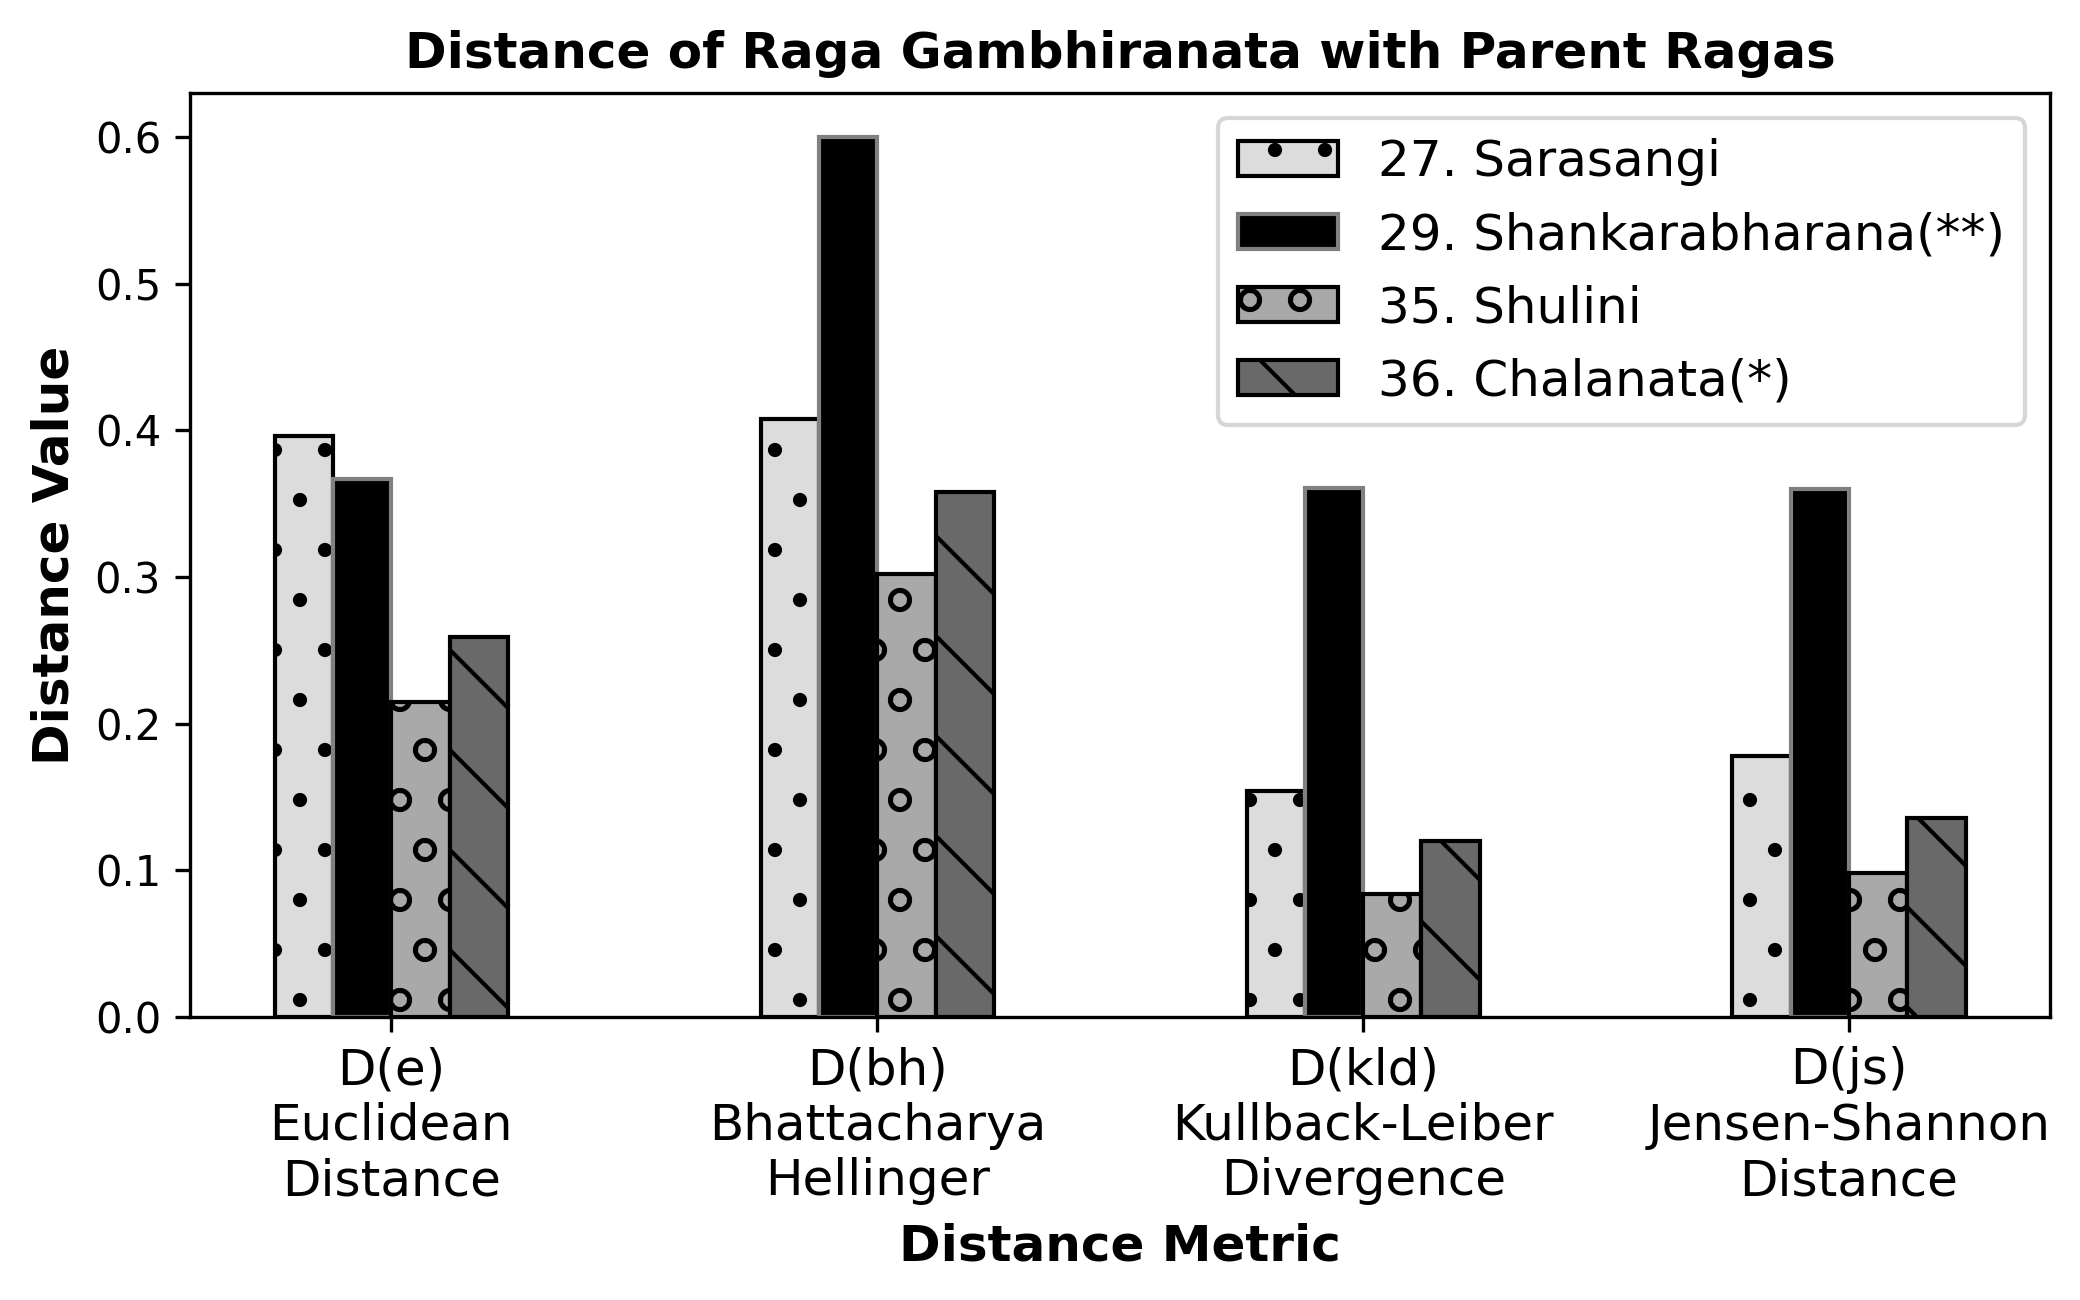 Distance of Raga Gambhiranata with Parent Ragas
27. Sarasangi
29. Shankarabharana(**)
35. Shulini
36. Chalanata(*)
Distance Value
0.6
0.5
0.4
0.3
0.2
0.1
0.0
D(e)
Euclidean
Distance
D(bh)
Bhattacharya
Hellinger
D(kld)
Kullback-Leiber
Divergence
D(js)
Jensen-Shannon
Distance
Distance Metric